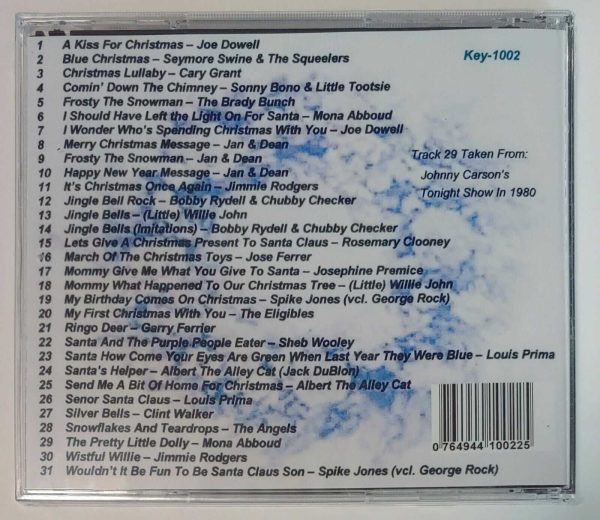 1 A Kiss For Christmas – Joe Dowell
2 Blue Christmas – Seymore Swine & The Squeelers
3 Christmas Lullaby – Cary Grant
4 Comin' Down The Chimney – Sonny Bono & Little Tootsie
5 Frosty The Snowman – The Brady Bunch
6 I Should Have Left the Light On For Santa – Mona Abboud
7 I Wonder Who's Spending Christmas With You – Joe Dowell
8 Merry Christmas Message – Jan & Dean
9 Frosty The Snowman – Jan & Dean
10 Happy New Year Message – Jan & Dean
11 It's Christmas Once Again – Jimmie Rodgers
12 Jingle Bell Rock – Bobby Rydell & Chubby Checker
13 Jingle Bells – (Little) Willie John
14 Jingle Bells (Imitations) – Bobby Rydell & Chubby Checker
15 Lets Give A Christmas Present To Santa Claus – Rosemary Clooney
16 March Of The Christmas Toys – Jose Ferrer
17 Mommy Give Me What You Give To Santa – Josephine Premice
18 Mommy What Happened To Our Christmas Tree – (Little) Willie John
19 My Birthday Comes On Christmas – Spike Jones (vcl. George Rock)
20 My First Christmas With You – The Eligibles
21 Ringo Deer – Garry Ferrier
22 Santa And The Purple People Eater – Sheb Wooley
23 Santa How Come Your Eyes Are Green When Last Year They Were Blue – Louis Prima
24 Santa's Helper – Albert The Alley Cat (Jack DuBlon)
25 Send Me A Bit Of Home For Christmas – Albert The Alley Cat
26 Senor Santa Claus – Louis Prima
27 Silver Bells – Clint Walker
28 Snowflakes And Teardrops – The Angels
29 The Pretty Little Dolly – Mona Abboud
30 Wistful Willie – Jimmie Rodgers
31 Wouldn't It Be Fun To Be Santa Claus Son – Spike Jones (vcl. George Rock)
Key-1002
Track 29 Taken From:
Johnny Carson's
Tonight Show In 1980
0 764944 100225